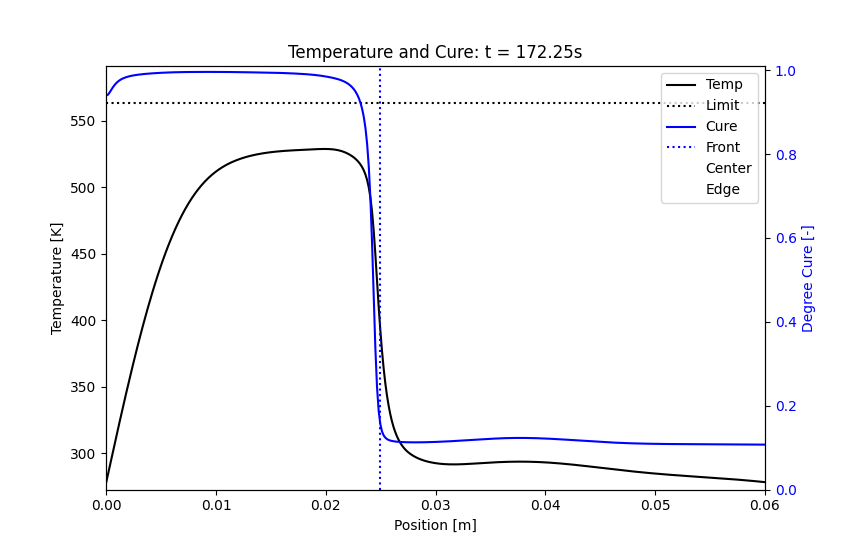 Temperature and Cure: t = 172.25s
Temp
Limit
Cure
Front
Center
Edge
Temperature [K]
550
500
450
400
350
300
1.0
0.8
0.6
0.4
0.2
0.0
Degree Cure [-]
0.00 0.01 0.02 0.03 0.04 0.05 0.06
Position [m]